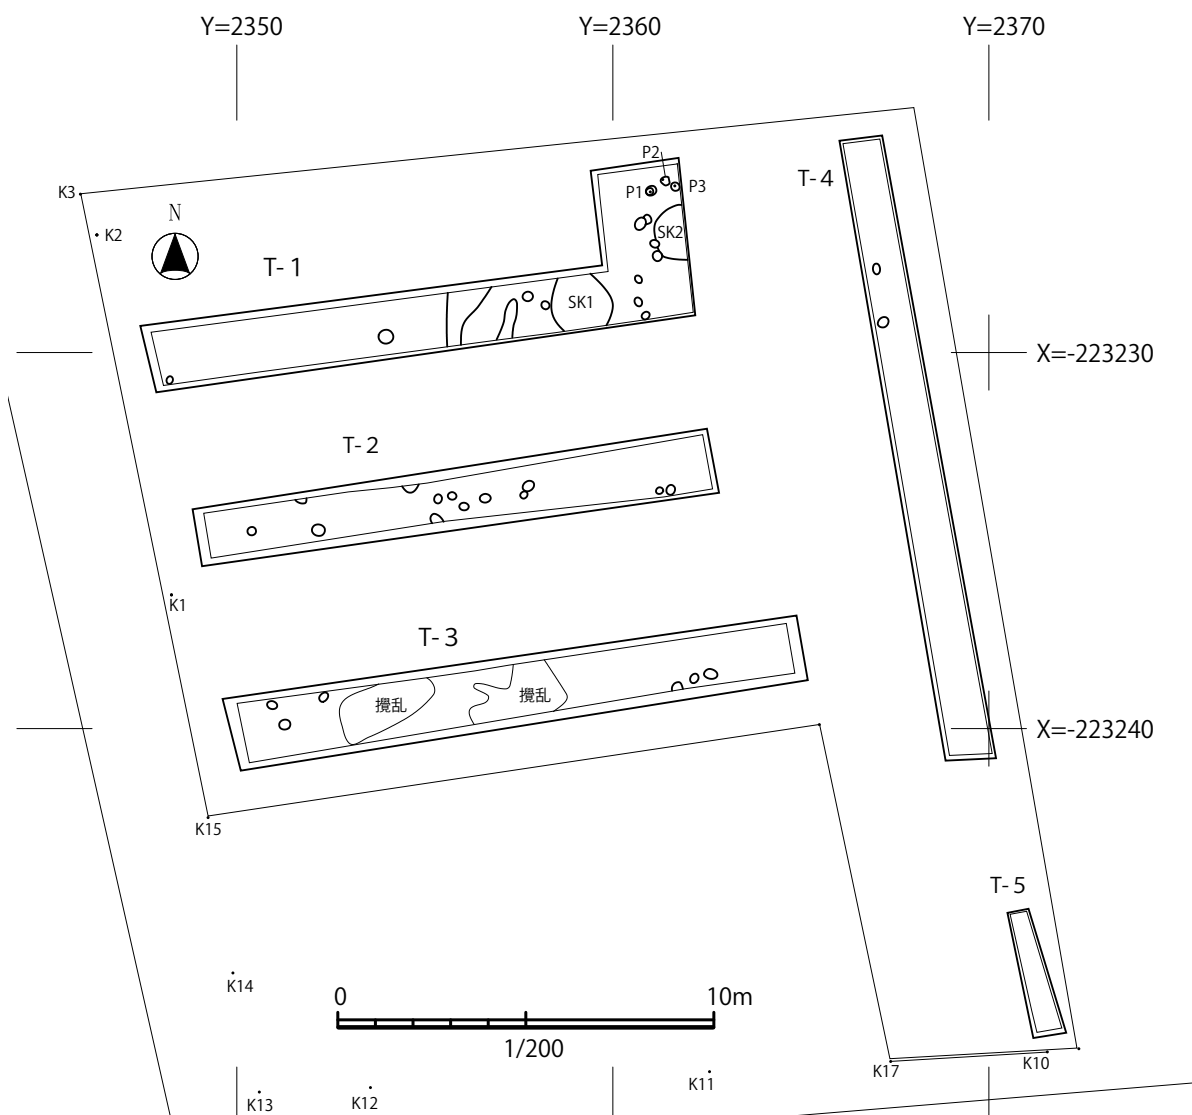 Y=2350
Y=2360
Y=2370
P2
T-4
P1
P3
K3
N
K2
SK2
T-1
SK1
X=-223230
T-2
K1
T-3
攪乱
攪乱
X=-223240
K15
T-5
K14
0
10m
1/200
K17
K10
K11
K12
K13